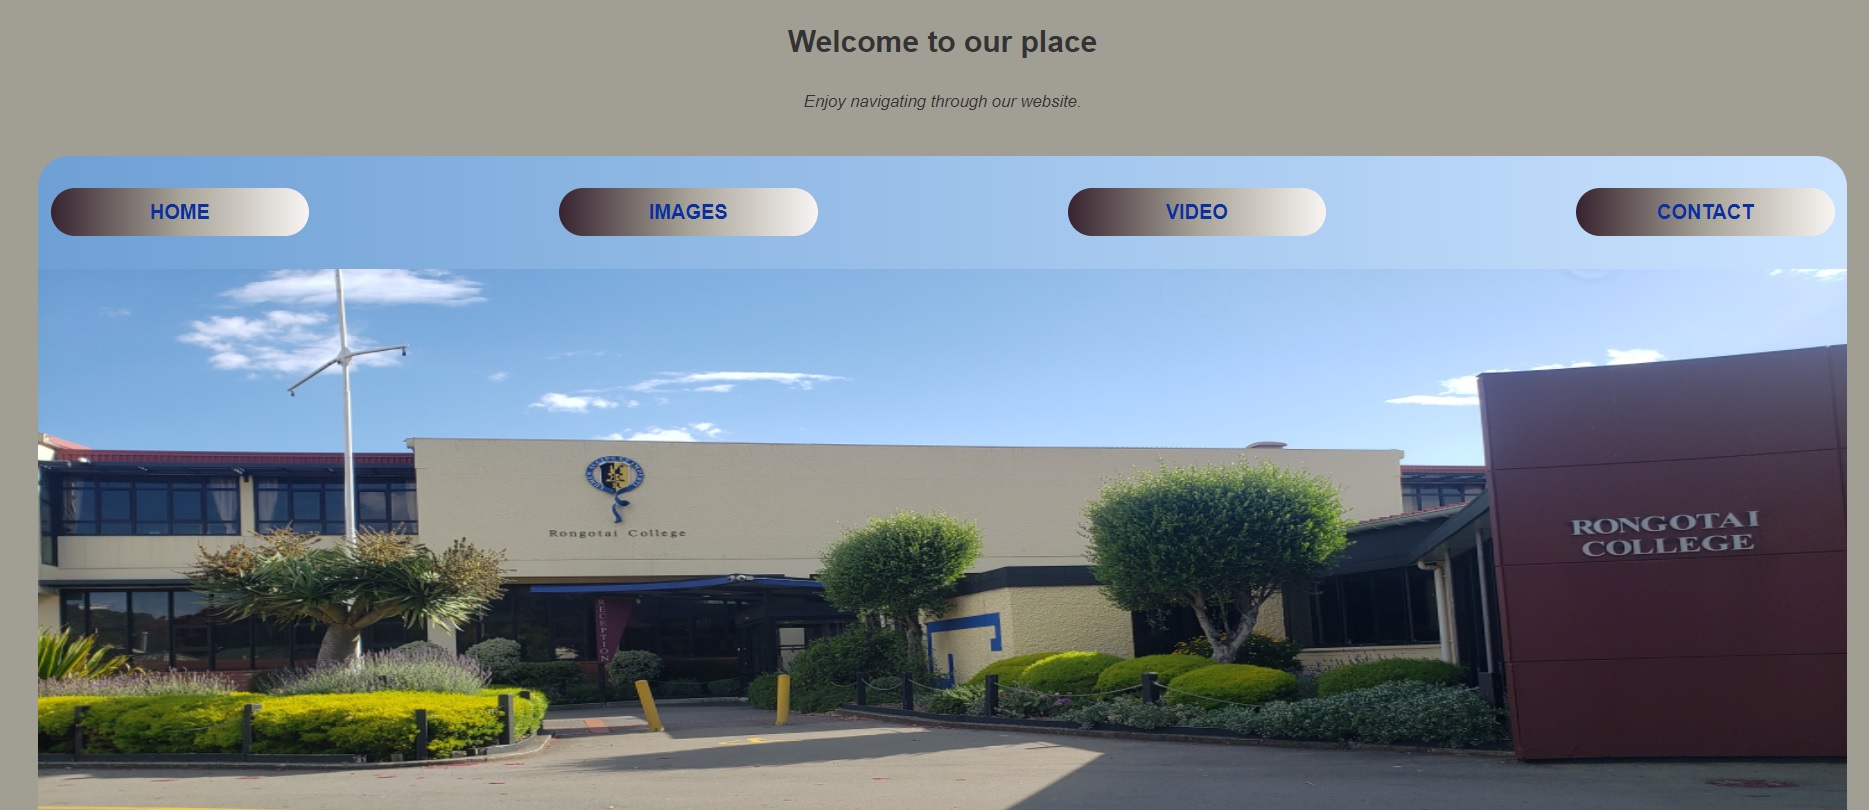 Welcome to our place
Enjoy navigating through our website.
HOME
IMAGES
VIDEO
CONTACT
Rongotai College
RECEPTION
RONGOTAI
COLLEGE